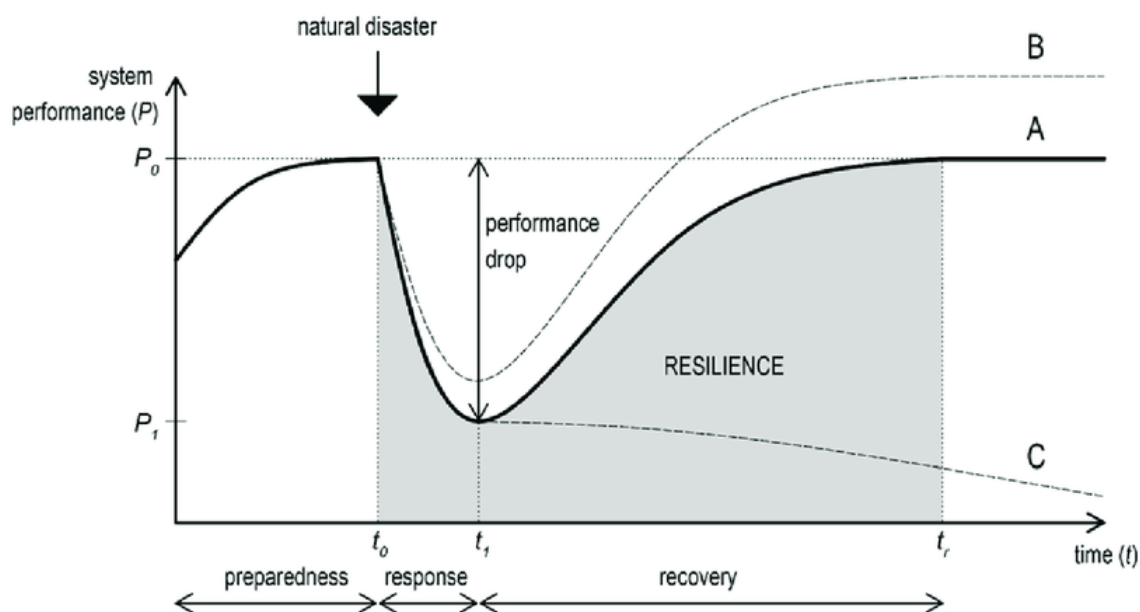 natural disaster
system
performance (P)
B
A
P₀
performance
drop
RESILIENCE
P₁
C
t₀
t₁
tᵣ
time (t)
preparedness
response
recovery